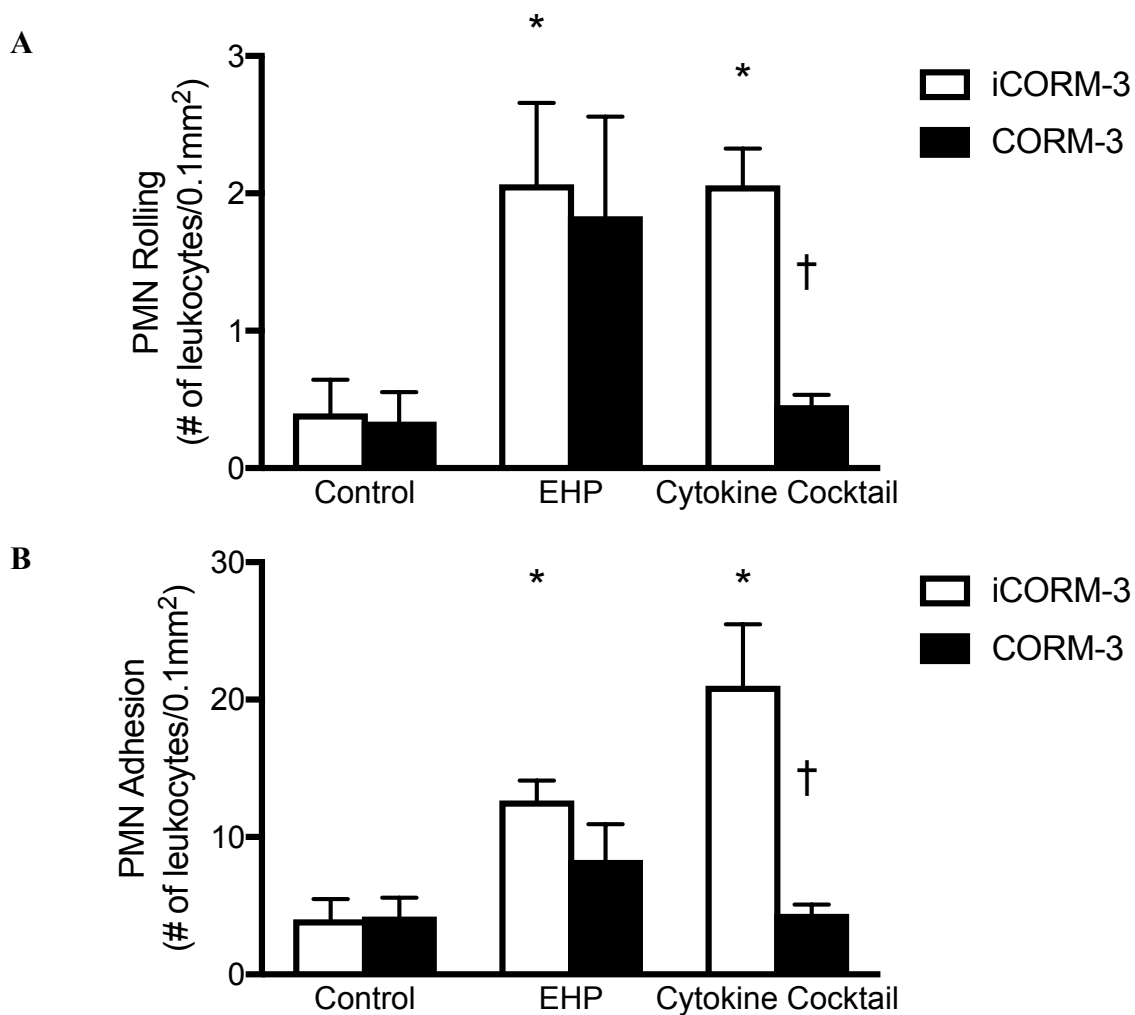 A
*
*
3
2
1
0
PMN Rolling
(# of leukocytes/0.1mm²)
†
iCORM-3
CORM-3
Control EHP Cytokine Cocktail
B
*
*
30
20
10
0
PMN Adhesion
(# of leukocytes/0.1mm²)
†
iCORM-3
CORM-3
Control EHP Cytokine Cocktail